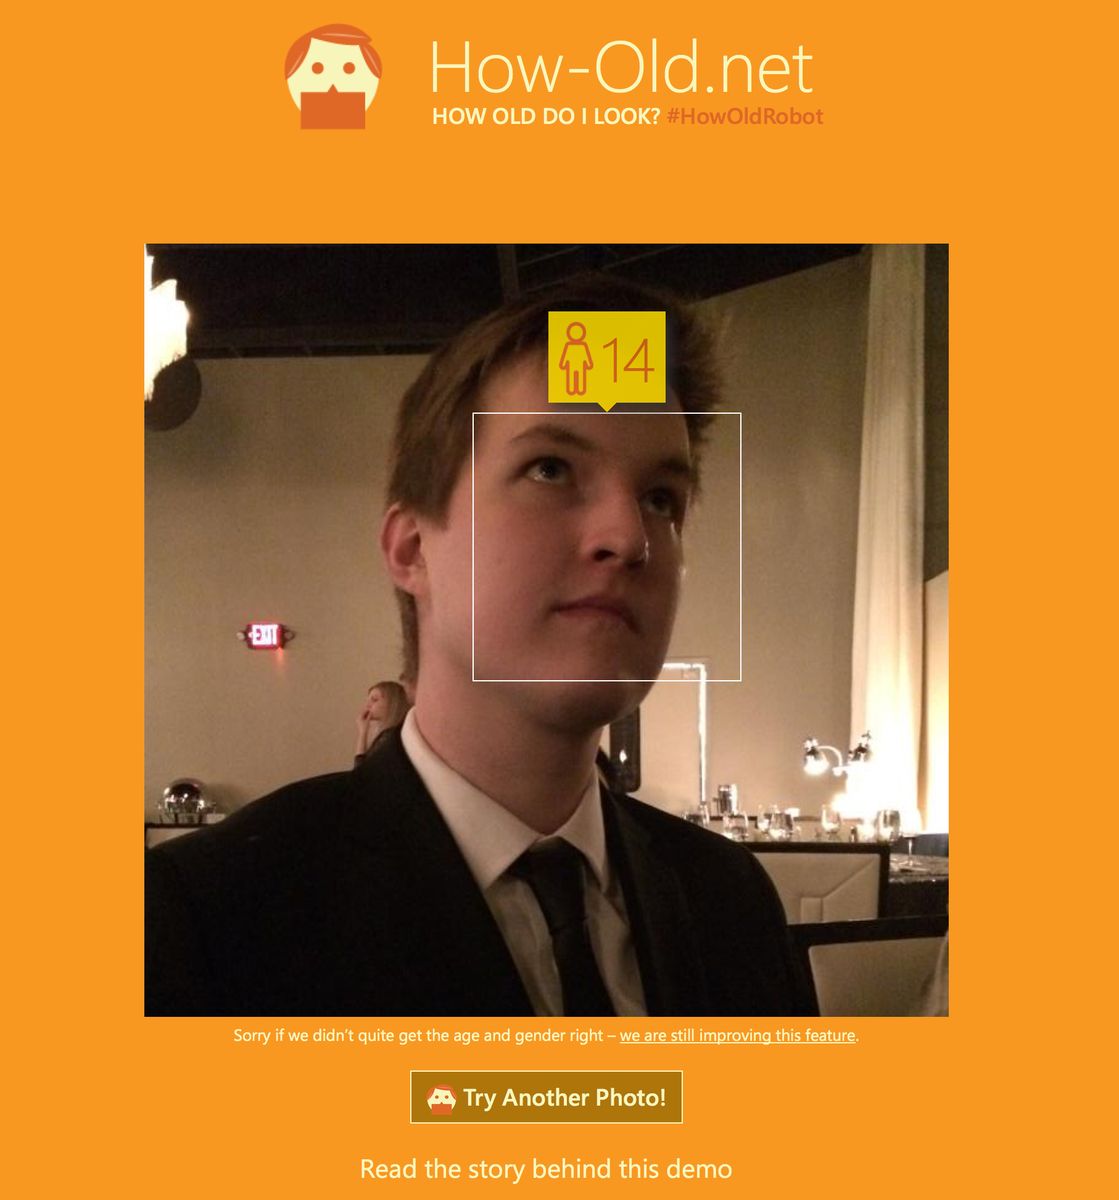 How-Old.net
HOW OLD DO I LOOK? #HowOldRobot
14
EXIT
Sorry if we didn't quite get the age and gender right – we are still improving this feature.
Try Another Photo!
Read the story behind this demo